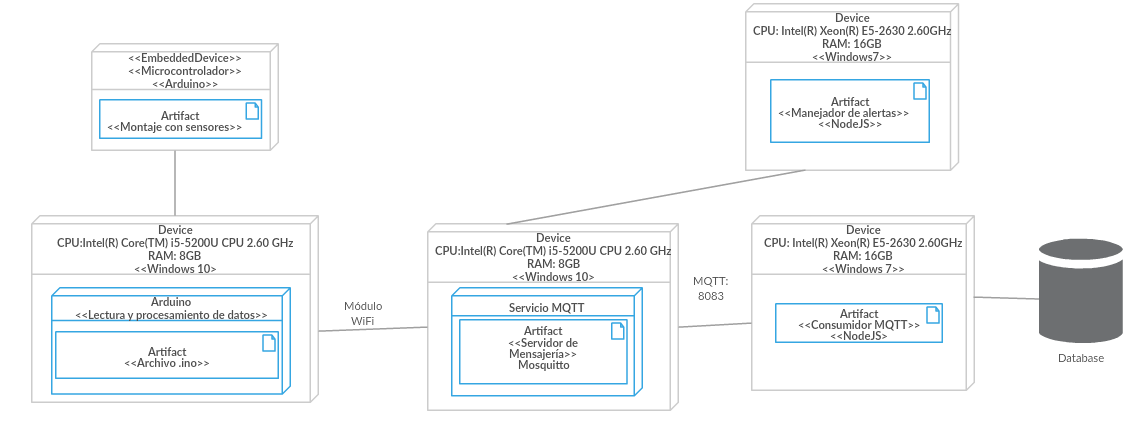 <<EmbeddedDevice>>
<<Microcontrolador>>
<<Arduino>>
Artifact
<<Montaje con sensores>>
Device
CPU: Intel(R) Xeon(R) E5-2630 2.60GHz
RAM: 16GB
<<Windows7>>
Artifact
<<Manejador de alertas>>
<<NodeJS>>
Device
CPU:Intel(R) Core(TM) i5-5200U CPU 2.60 GHz
RAM: 8GB
<<Windows 10>
Arduino
<<Lectura y procesamiento de datos>>
Artifact
<<Archivo .ino>>
Módulo
WiFi
Device
CPU:Intel(R) Core(TM) i5-5200U CPU 2.60 GHz
RAM: 8GB
<<Windows 10>
Servicio MQTT
Artifact
<<Servidor de
Mensajería>>
Mosquitto
MQTT:
8083
Device
CPU: Intel(R) Xeon(R) E5-2630 2.60GHz
RAM: 16GB
<<Windows 7>>
Artifact
<<Consumidor MQTT>>
<<NodeJS>
Database